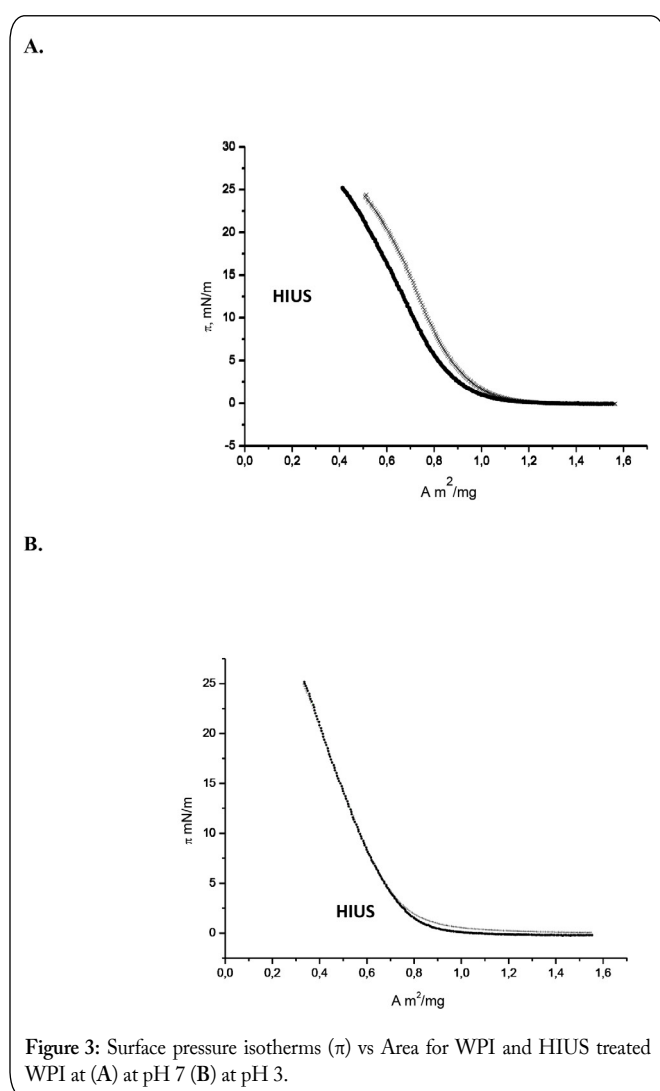 A.
30
25
20
15
10
5
0
-5
π, mN/m
HIUS
0,0 0,2 0,4 0,6 0,8 1,0 1,2 1,4 1,6
A m²/mg
B.
25
20
15
10
5
0
π mN/m
HIUS
0,0 0,2 0,4 0,6 0,8 1,0 1,2 1,4 1,6
A m²/mg
Figure 3: Surface pressure isotherms (π) vs Area for WPI and HIUS treated
WPI at (A) at pH 7 (B) at pH 3.